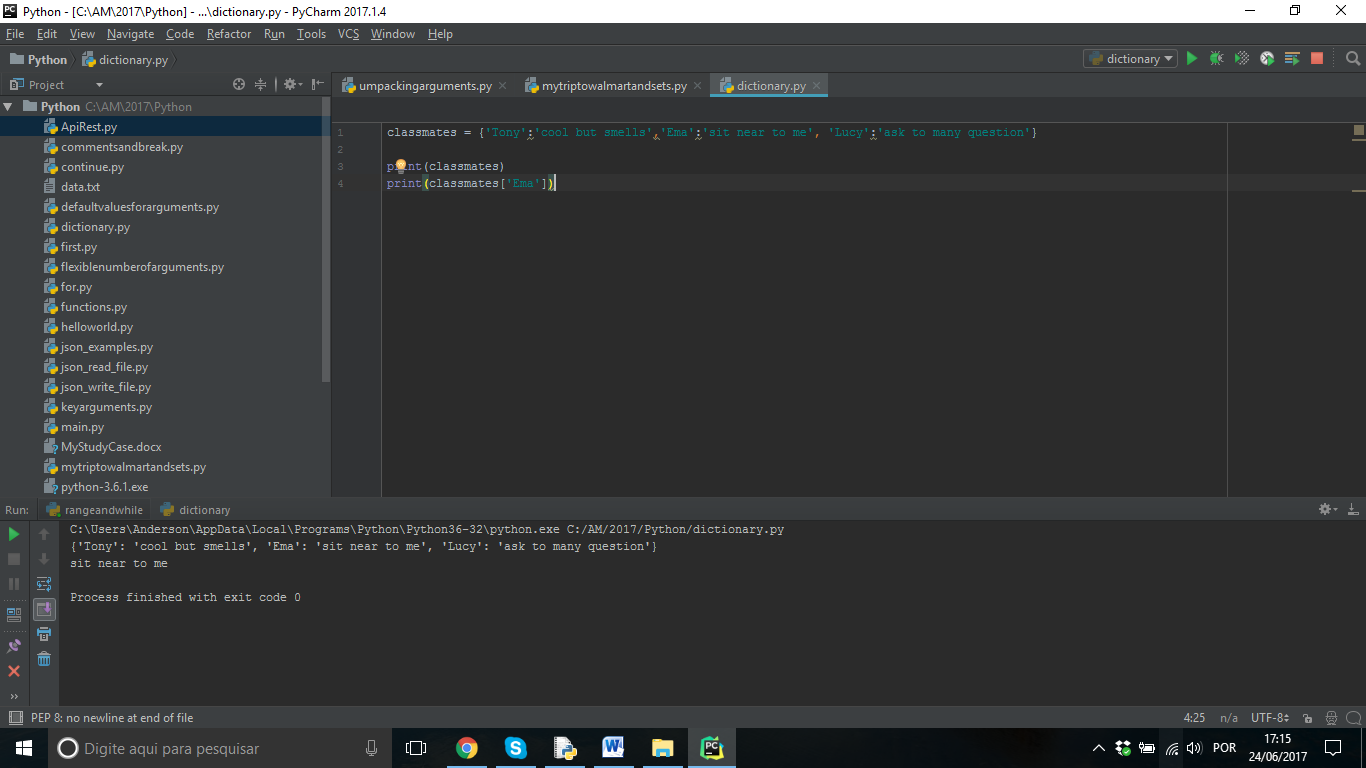 Python - [C:\AM\2017\Python] - ...\dictionary.py - PyCharm 2017.1.4
File Edit View Navigate Code Refactor Run Tools VCS Window Help
Python dictionary.py dictionary
Project umpackingarguments.py mytriptowalmartandsets.py dictionary.py
Python C:\AM\2017\Python
ApiRest.py
commentsandbreak.py
continue.py
data.txt
defaultvaluesforarguments.py
dictionary.py
first.py
flexiblenumberofarguments.py
for.py
functions.py
helloworld.py
json_examples.py
json_read_file.py
json_write_file.py
keyarguments.py
main.py
MyStudyCase.docx
mytriptowalmartandsets.py
python-3.6.1.exe
1 classmates = {'Tony':'cool but smells','Ema':'sit near to me', 'Lucy':'ask to many question'}
2
3 print(classmates)
4 print(classmates['Ema'])
Run: rangeandwhile dictionary
C:\Users\Anderson\AppData\Local\Programs\Python\Python36-32\python.exe C:/AM/2017/Python/dictionary.py
{'Tony': 'cool but smells', 'Ema': 'sit near to me', 'Lucy': 'ask to many question'}
sit near to me
Process finished with exit code 0
PEP 8: no newline at end of file 4:25 n/a UTF-8
Digite aqui para pesquisar POR 17:15
24/06/2017